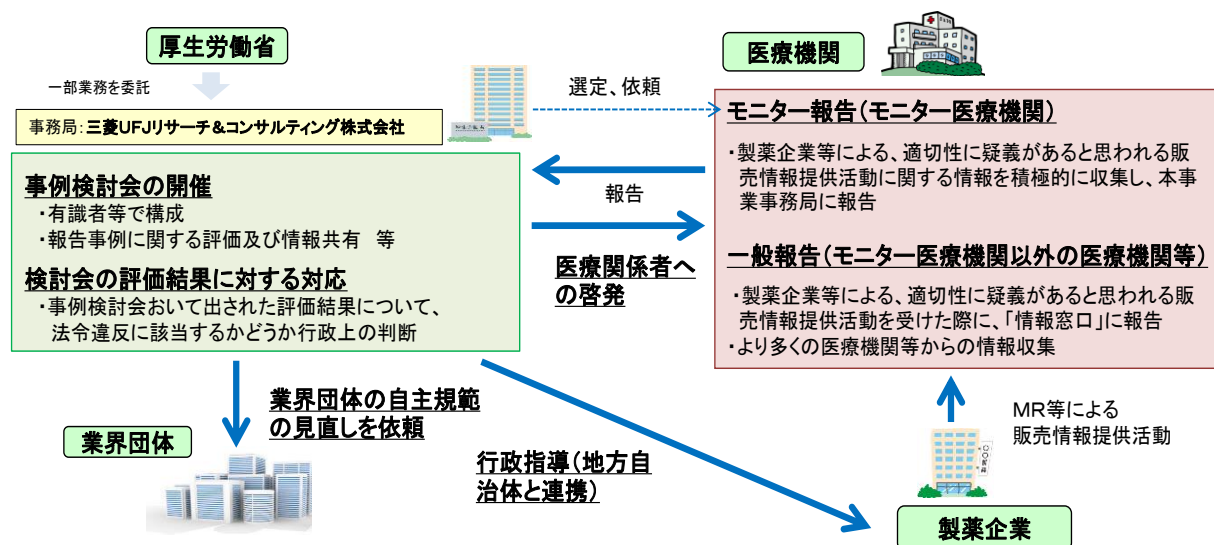 厚生労働省
一部業務を委託
事務局:三菱UFJリサーチ&コンサルティング株式会社
事例検討会の開催
・有識者等で構成
・報告事例に関する評価及び情報共有 等
検討会の評価結果に対する対応
・事例検討会おいて出された評価結果について、
法令違反に該当するかどうか行政上の判断
選定、依頼
報告
医療関係者へ
の啓発
医療機関
モニター報告(モニター医療機関)
・製薬企業等による、適切性に疑義があると思われる販
売情報提供活動に関する情報を積極的に収集し、本事
業事務局に報告
一般報告(モニター医療機関以外の医療機関等)
・製薬企業等による、適切性に疑義があると思われる販
売情報提供活動を受けた際に、「情報窓口」に報告
・より多くの医療機関等からの情報収集
業界団体の自主規範
の見直しを依頼
業界団体
行政指導(地方自
治体と連携)
MR等による
販売情報提供活動
製薬企業